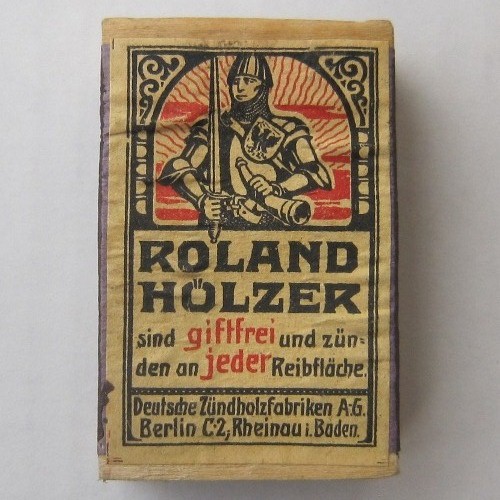 ROLAND
HÖLZER
sind giftfrei und zün-
den an jeder Reibfläche.
Deutsche Zündholzfabriken A-G.
Berlin C-2, Rheinau i. Baden.